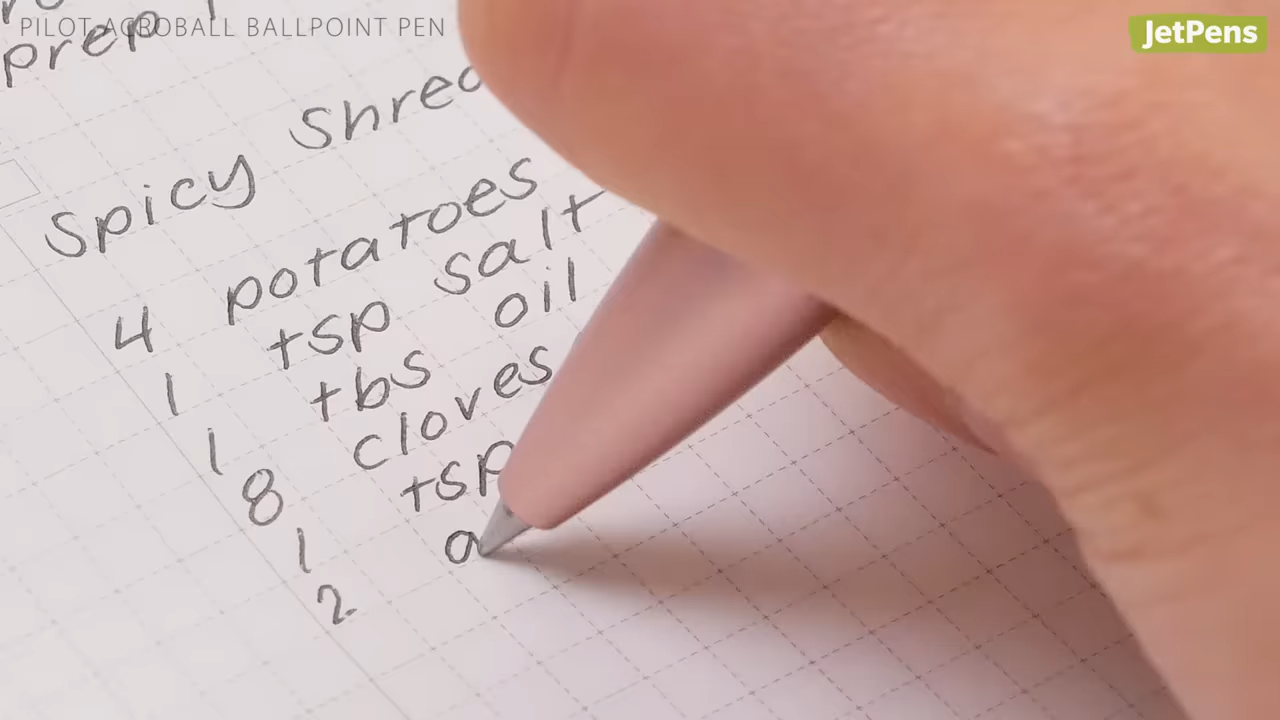 PILOT ACROBALL BALLPOINT PEN
JetPens
prep
Spicy Shred
4 potatoes
1 tsp salt
1 tbs oil
8 cloves
1 tsp
2 a